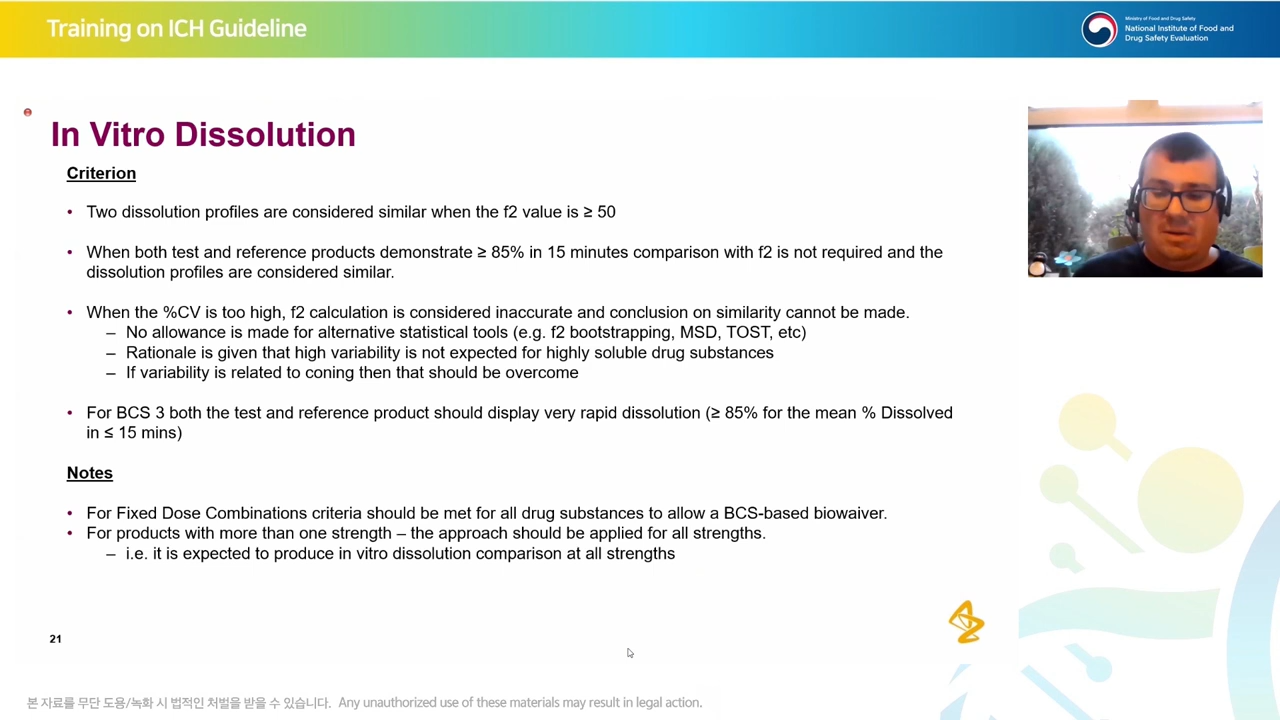 Training on ICH Guideline
Ministry of Food and Drug Safety
National Institute of Food and
Drug Safety Evaluation
In Vitro Dissolution
Criterion
• Two dissolution profiles are considered similar when the f2 value is ≥ 50
• When both test and reference products demonstrate ≥ 85% in 15 minutes comparison with f2 is not required and the
dissolution profiles are considered similar.
• When the %CV is too high, f2 calculation is considered inaccurate and conclusion on similarity cannot be made.
– No allowance is made for alternative statistical tools (e.g. f2 bootstrapping, MSD, TOST, etc)
– Rationale is given that high variability is not expected for highly soluble drug substances
– If variability is related to coning then that should be overcome
• For BCS 3 both the test and reference product should display very rapid dissolution (≥ 85% for the mean % Dissolved
in ≤ 15 mins)
Notes
• For Fixed Dose Combinations criteria should be met for all drug substances to allow a BCS-based biowaiver.
• For products with more than one strength – the approach should be applied for all strengths.
– i.e. it is expected to produce in vitro dissolution comparison at all strengths
21
본 자료를 무단 도용/녹화 시 법적인 처벌을 받을 수 있습니다. Any unauthorized use of these materials may result in legal action.